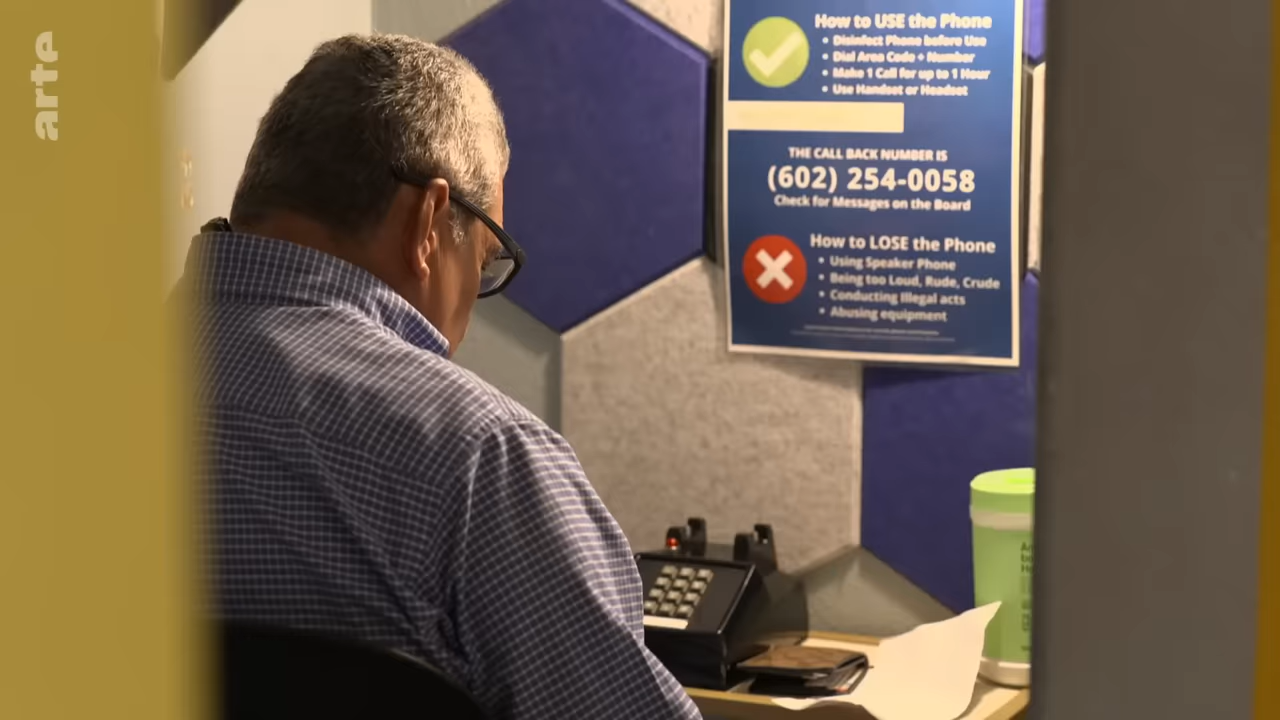 arte
How to USE the Phone
• Disinfect Phone before Use
• Dial Area Code + Number
• Make 1 Call for up to 1 Hour
• Use Handset or Headset
THE CALL BACK NUMBER IS
(602) 254-0058
Check for Messages on the Board
How to LOSE the Phone
• Using Speaker Phone
• Being too Loud, Rude, Crude
• Conducting Illegal acts
• Abusing equipment